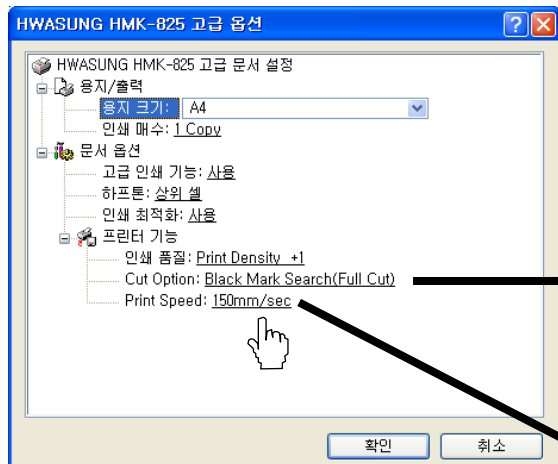 HWASUNG HMK-825 고급 옵션
HWASUNG HMK-825 고급 문서 설정
용지/출력
용지 크기: A4
인쇄 매수: 1 Copy
문서 옵션
고급 인쇄 기능: 사용
하프톤: 상위 셀
인쇄 최적화: 사용
프린터 기능
인쇄 품질: Print Density +1
Cut Option: Black Mark Search(Full Cut)
Print Speed: 150mm/sec
확인 취소